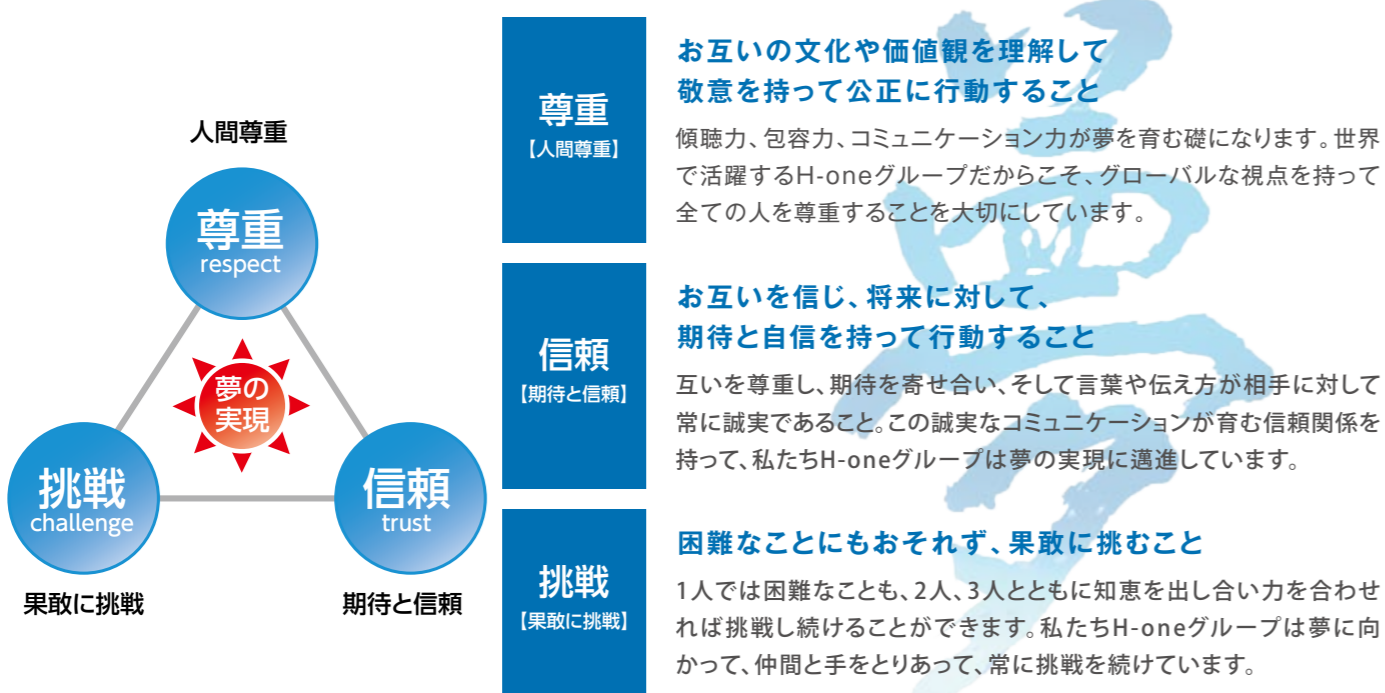 人間尊重
尊重
respect
夢の
実現
挑戦
challenge
信頼
trust
果敢に挑戦
期待と信頼
尊重
【人間尊重】
お互いの文化や価値観を理解して
敬意を持って公正に行動すること
傾聴力、包容力、コミュニケーション力が夢を育む礎になります。世界
で活躍するH-oneグループだからこそ、グローバルな視点を持って
全ての人を尊重することを大切にしています。
信頼
【期待と信頼】
お互いを信じ、将来に対して、
期待と自信を持って行動すること
互いを尊重し、期待を寄せ合い、そして言葉や伝え方が相手に対して
常に誠実であること。この誠実なコミュニケーションが育む信頼関係を
持って、私たちH-oneグループは夢の実現に邁進しています。
挑戦
【果敢に挑戦】
困難なことにもおそれず、果敢に挑むこと
1人では困難なことも、2人、3人とともに知恵を出し合い力を合わせ
れば挑戦し続けることができます。私たちH-oneグループは夢に向
かって、仲間と手をとりあって、常に挑戦を続けています。
夢